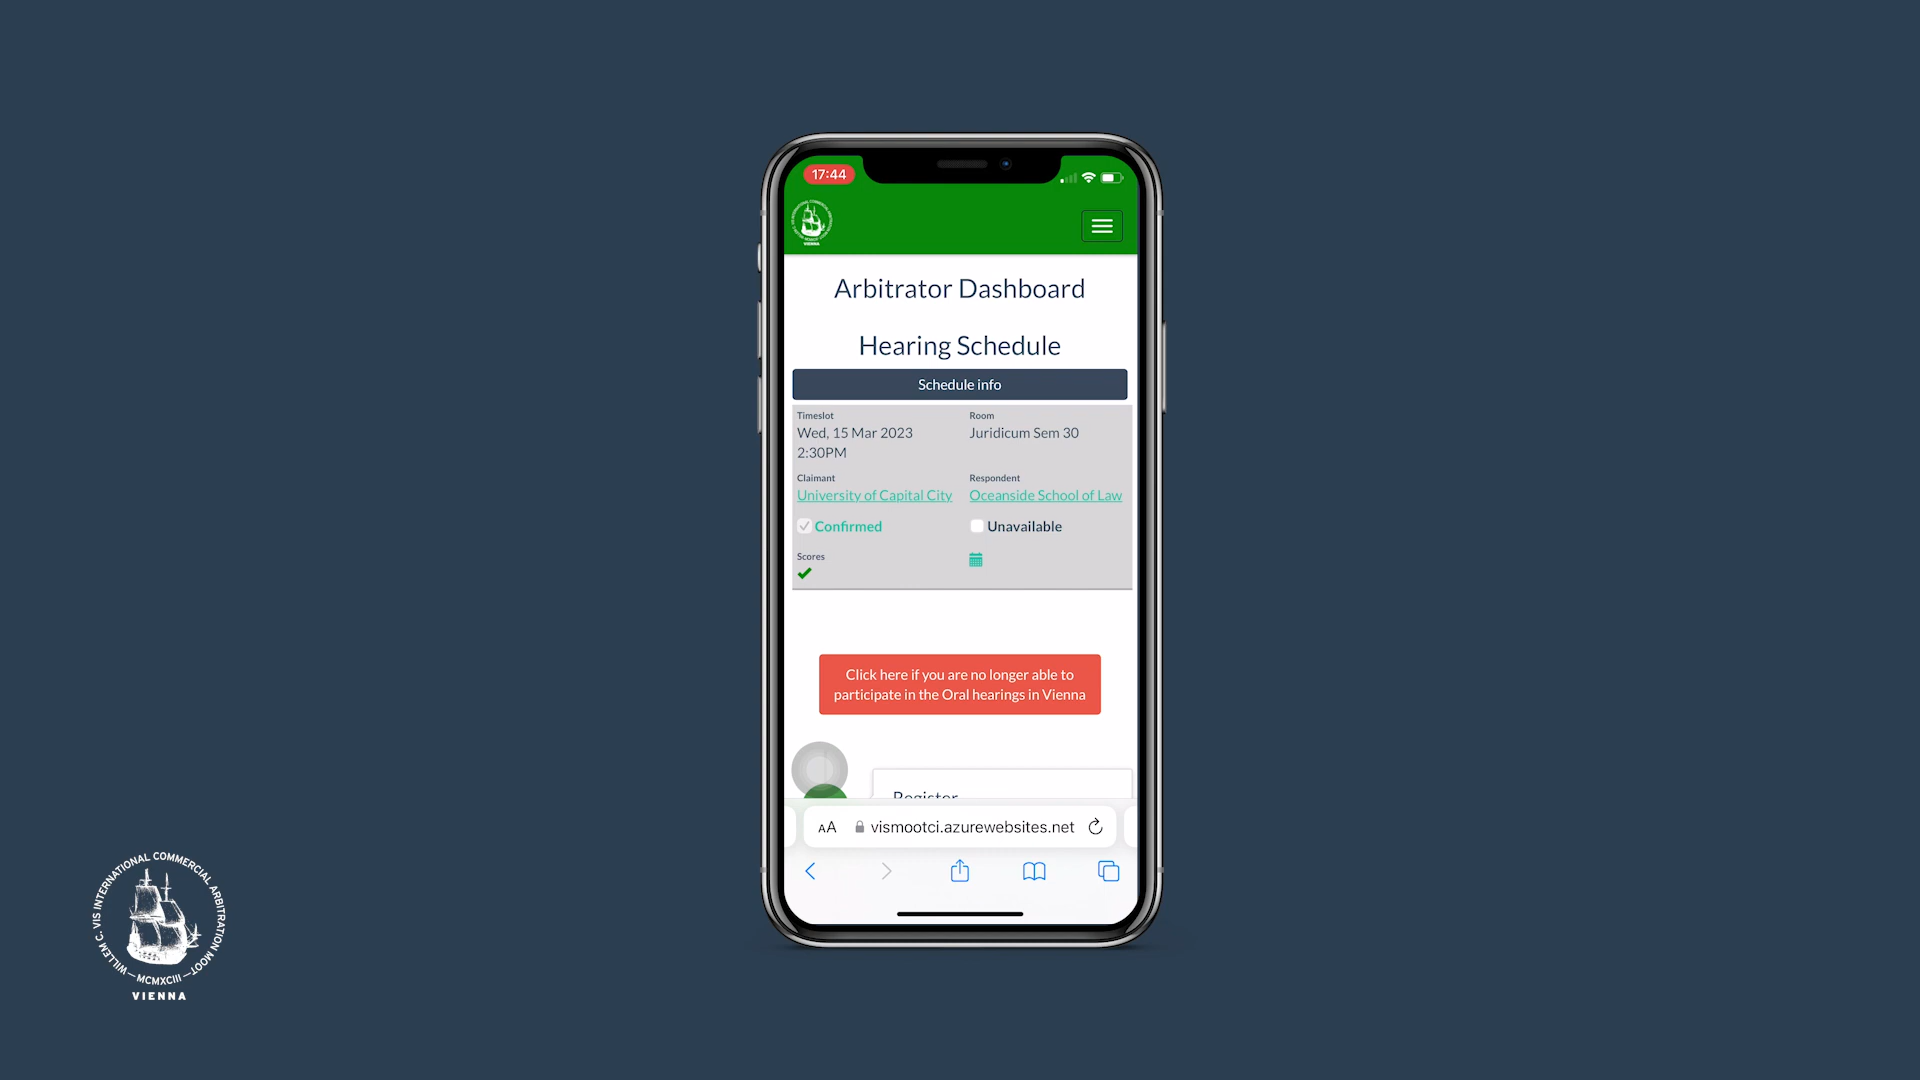 17:44
VIENNA
Arbitrator Dashboard
Hearing Schedule
Schedule info
Timeslot
Room
Wed, 15 Mar 2023
2:30PM
Juridicum Sem 30
Claimant
Respondent
University of Capital City
Oceanside School of Law
Confirmed
Unavailable
Scores
Click here if you are no longer able to
participate in the Oral hearings in Vienna
Register
AA
vismootci.azurewebsites.net
WILLEM C. VIS INTERNATIONAL COMMERCIAL ARBITRATION MOOT
MCMXCIII
VIENNA